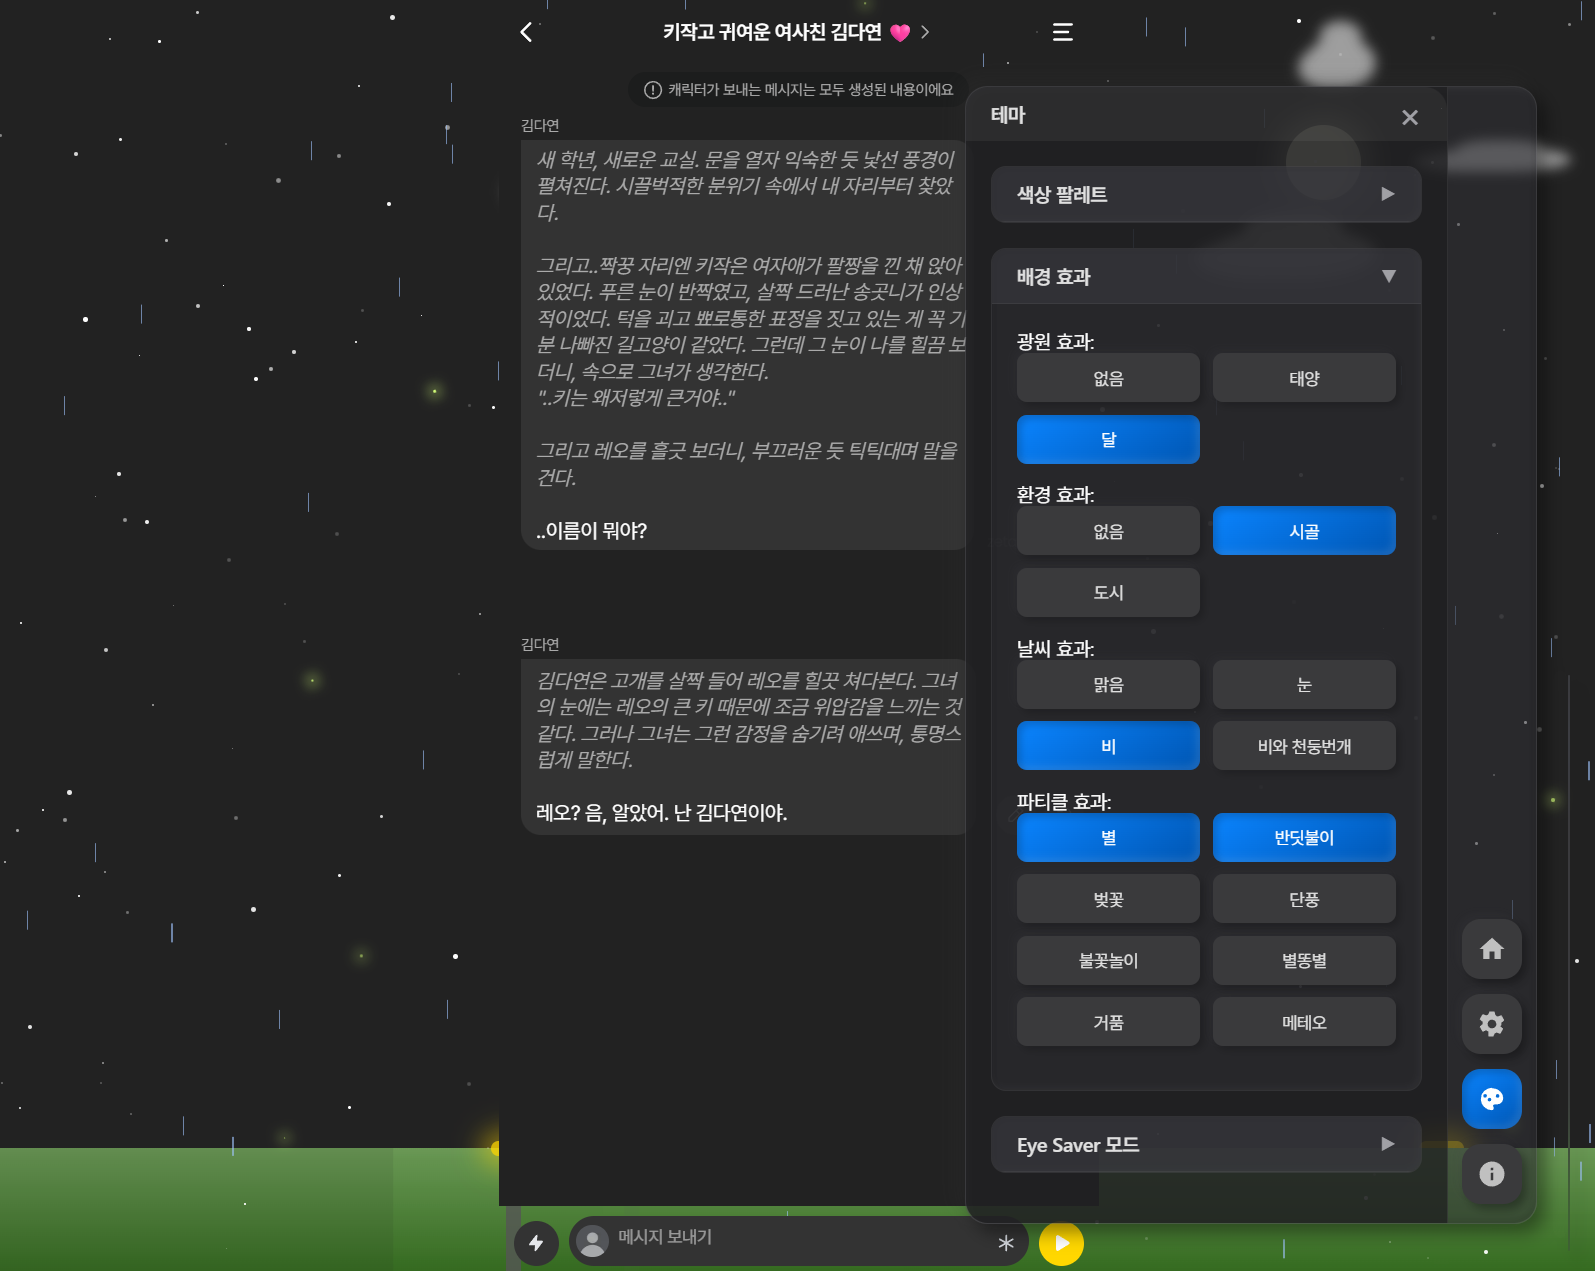 키작고 귀여운 여사친 김다연 💗
캐릭터가 보내는 메시지는 모두 생성된 내용이에요
김다연
새 학년, 새로운 교실. 문을 열자 익숙한 듯 낯선 풍경이
펼쳐진다. 시끌벅적한 분위기 속에서 내 자리부터 찾았
다.
그리고..짝꿍 자리엔 키작은 여자애가 팔짱을 낀 채 앉아
있었다. 푸른 눈이 반짝였고, 살짝 드러난 송곳니가 인상
적이었다. 턱을 괴고 뾰로통한 표정을 짓고 있는 게 꼭 기
분 나빠진 길고양이 같았다. 그런데 그 눈이 나를 힐끔 보
더니, 속으로 그녀가 생각한다.
"..키는 왜저렇게 큰거야.."
그리고 레오를 흘긋 보더니, 부끄러운 듯 틱틱대며 말을
건다.
..이름이 뭐야?
김다연
김다연은 고개를 살짝 들어 레오를 힐끗 쳐다본다. 그녀
의 눈에는 레오의 큰 키 때문에 조금 위압감을 느끼는 것
같다. 그러나 그녀는 그런 감정을 숨기려 애쓰며, 퉁명스
럽게 말한다.
레오? 음, 알았어. 난 김다연이야.
메시지 보내기
테마
색상 팔레트
배경 효과
광원 효과:
없음
태양
달
환경 효과:
없음
시골
도시
날씨 효과:
맑음
눈
비
비와 천둥번개
파티클 효과:
별
반딧불이
벚꽃
단풍
불꽃놀이
별똥별
거품
메테오
Eye Saver 모드